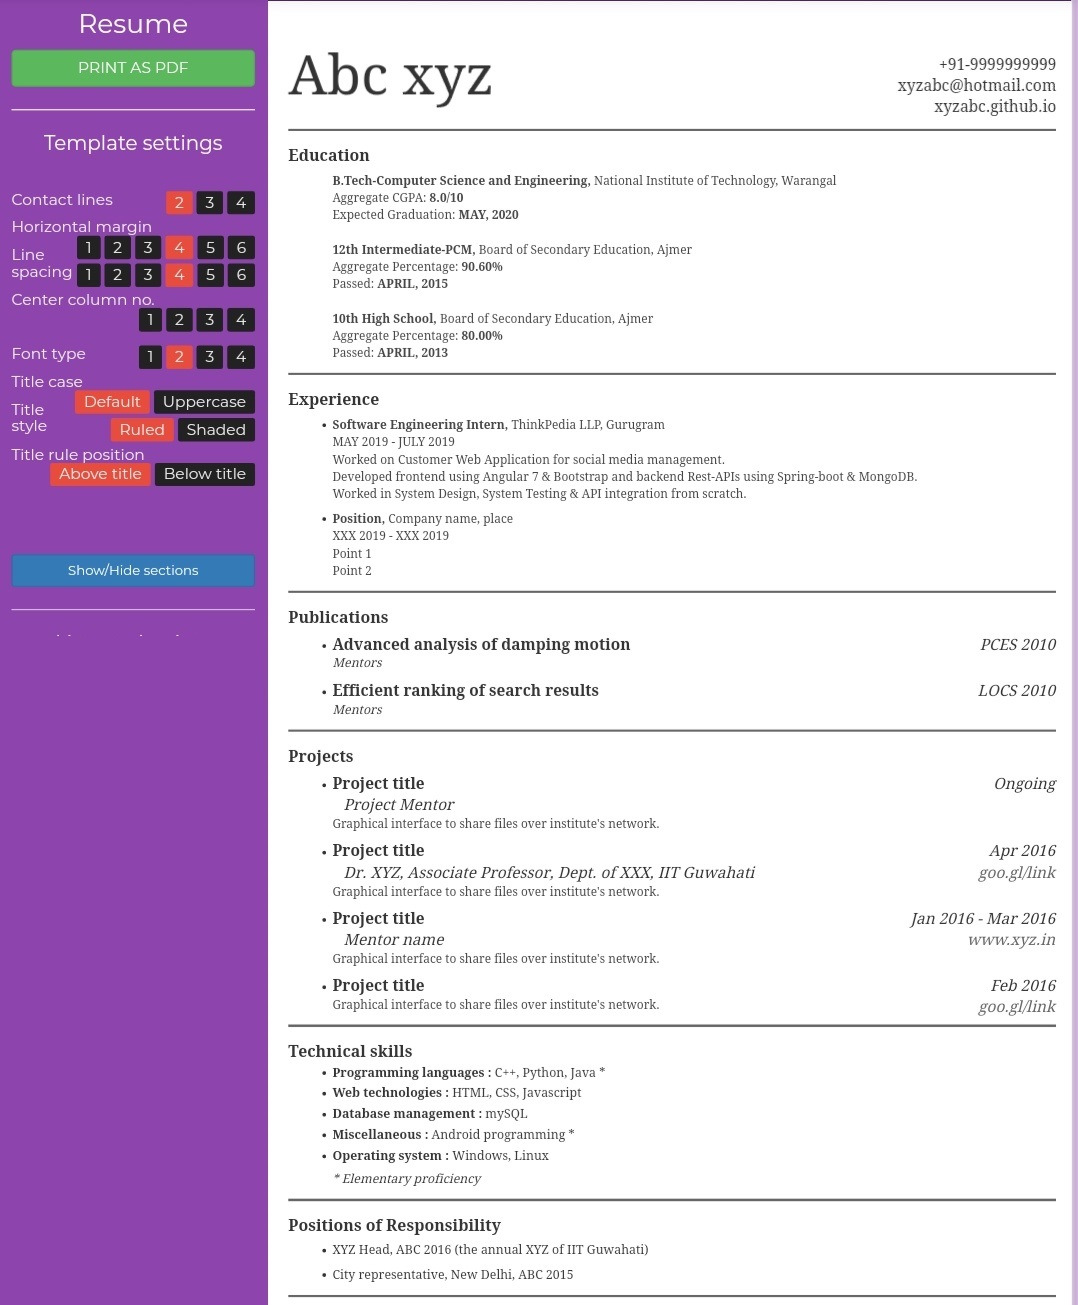 Resume
PRINT AS PDF
Template settings
Contact lines 2 3 4
Horizontal margin
1 2 3 4 5 6
Line
spacing 1 2 3 4 5 6
Center column no.
1 2 3 4
Font type 1 2 3 4
Title case
Default Uppercase
Title
style Ruled Shaded
Title rule position
Above title Below title
Show/Hide sections
Abc xyz
+91-9999999999
xyzabc@hotmail.com
xyzabc.github.io
Education
B.Tech-Computer Science and Engineering, National Institute of Technology, Warangal
Aggregate CGPA: 8.0/10
Expected Graduation: MAY, 2020
12th Intermediate-PCM, Board of Secondary Education, Ajmer
Aggregate Percentage: 90.60%
Passed: APRIL, 2015
10th High School, Board of Secondary Education, Ajmer
Aggregate Percentage: 80.00%
Passed: APRIL, 2013
Experience
• Software Engineering Intern, ThinkPedia LLP, Gurugram
MAY 2019 - JULY 2019
Worked on Customer Web Application for social media management.
Developed frontend using Angular 7 & Bootstrap and backend Rest-APIs using Spring-boot & MongoDB.
Worked in System Design, System Testing & API integration from scratch.
• Position, Company name, place
XXX 2019 - XXX 2019
Point 1
Point 2
Publications
• Advanced analysis of damping motion PCES 2010
Mentors
• Efficient ranking of search results LOCS 2010
Mentors
Projects
• Project title Ongoing
Project Mentor
Graphical interface to share files over institute's network.
• Project title Apr 2016
Dr. XYZ, Associate Professor, Dept. of XXX, IIT Guwahati goo.gl/link
Graphical interface to share files over institute's network.
• Project title Jan 2016 - Mar 2016
Mentor name www.xyz.in
Graphical interface to share files over institute's network.
• Project title Feb 2016
Graphical interface to share files over institute's network. goo.gl/link
Technical skills
• Programming languages : C++, Python, Java *
• Web technologies : HTML, CSS, Javascript
• Database management : mySQL
• Miscellaneous : Android programming *
• Operating system : Windows, Linux
* Elementary proficiency
Positions of Responsibility
• XYZ Head, ABC 2016 (the annual XYZ of IIT Guwahati)
• City representative, New Delhi, ABC 2015